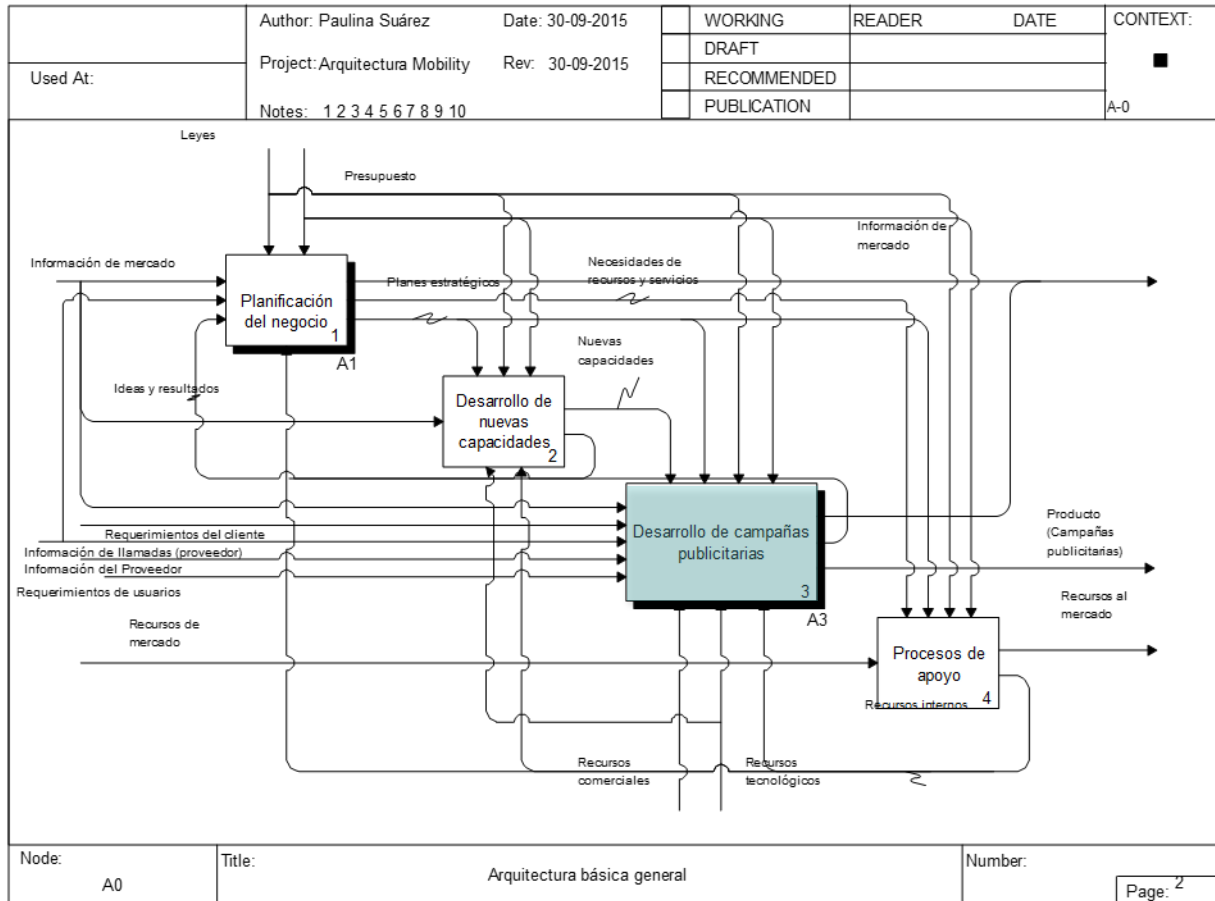 Used At:
Author: Paulina Suárez
Date: 30-09-2015
Project: Arquitectura Mobility
Rev: 30-09-2015
Notes: 1 2 3 4 5 6 7 8 9 10
WORKING
DRAFT
RECOMMENDED
PUBLICATION
READER
DATE
CONTEXT:
A-0
Leyes
Presupuesto
Información de
mercado
Información de mercado
Planificación
del negocio
1
A1
Planes estratégicos
Necesidades de
recursos y servicios
Nuevas
capacidades
Ideas y resultados
Desarrollo de
nuevas
capacidades
2
Requerimientos del cliente
Información de llamadas (proveedor)
Información del Proveedor
Requerimientos de usuarios
Desarrollo de campañas
publicitarias
3
A3
Producto
(Campañas
publicitarias)
Recursos al
mercado
Recursos de
mercado
Procesos de
apoyo
4
Recursos internos
Recursos
comerciales
Recursos
tecnológicos
Node:
A0
Title:
Arquitectura básica general
Number:
Page: 2